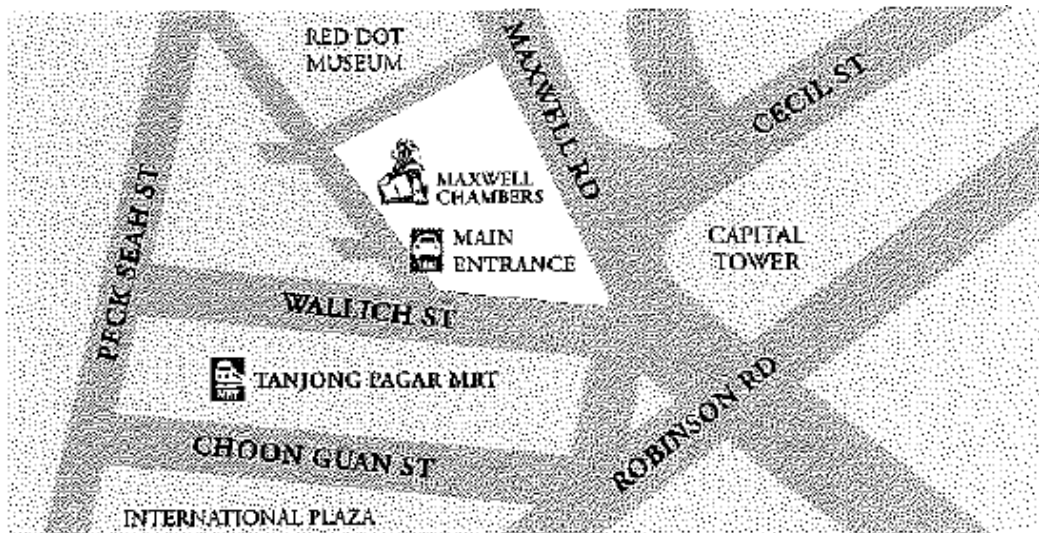 RED DOT
MUSEUM
MAXWELL RD
CECIL ST
PECK SEAH ST
MAXWELL
CHAMBERS
MAIN
ENTRANCE
CAPITAL
TOWER
WALLICH ST
MRT
TANJONG PAGAR MRT
ROBINSON RD
CHOON GUAN ST
INTERNATIONAL PLAZA